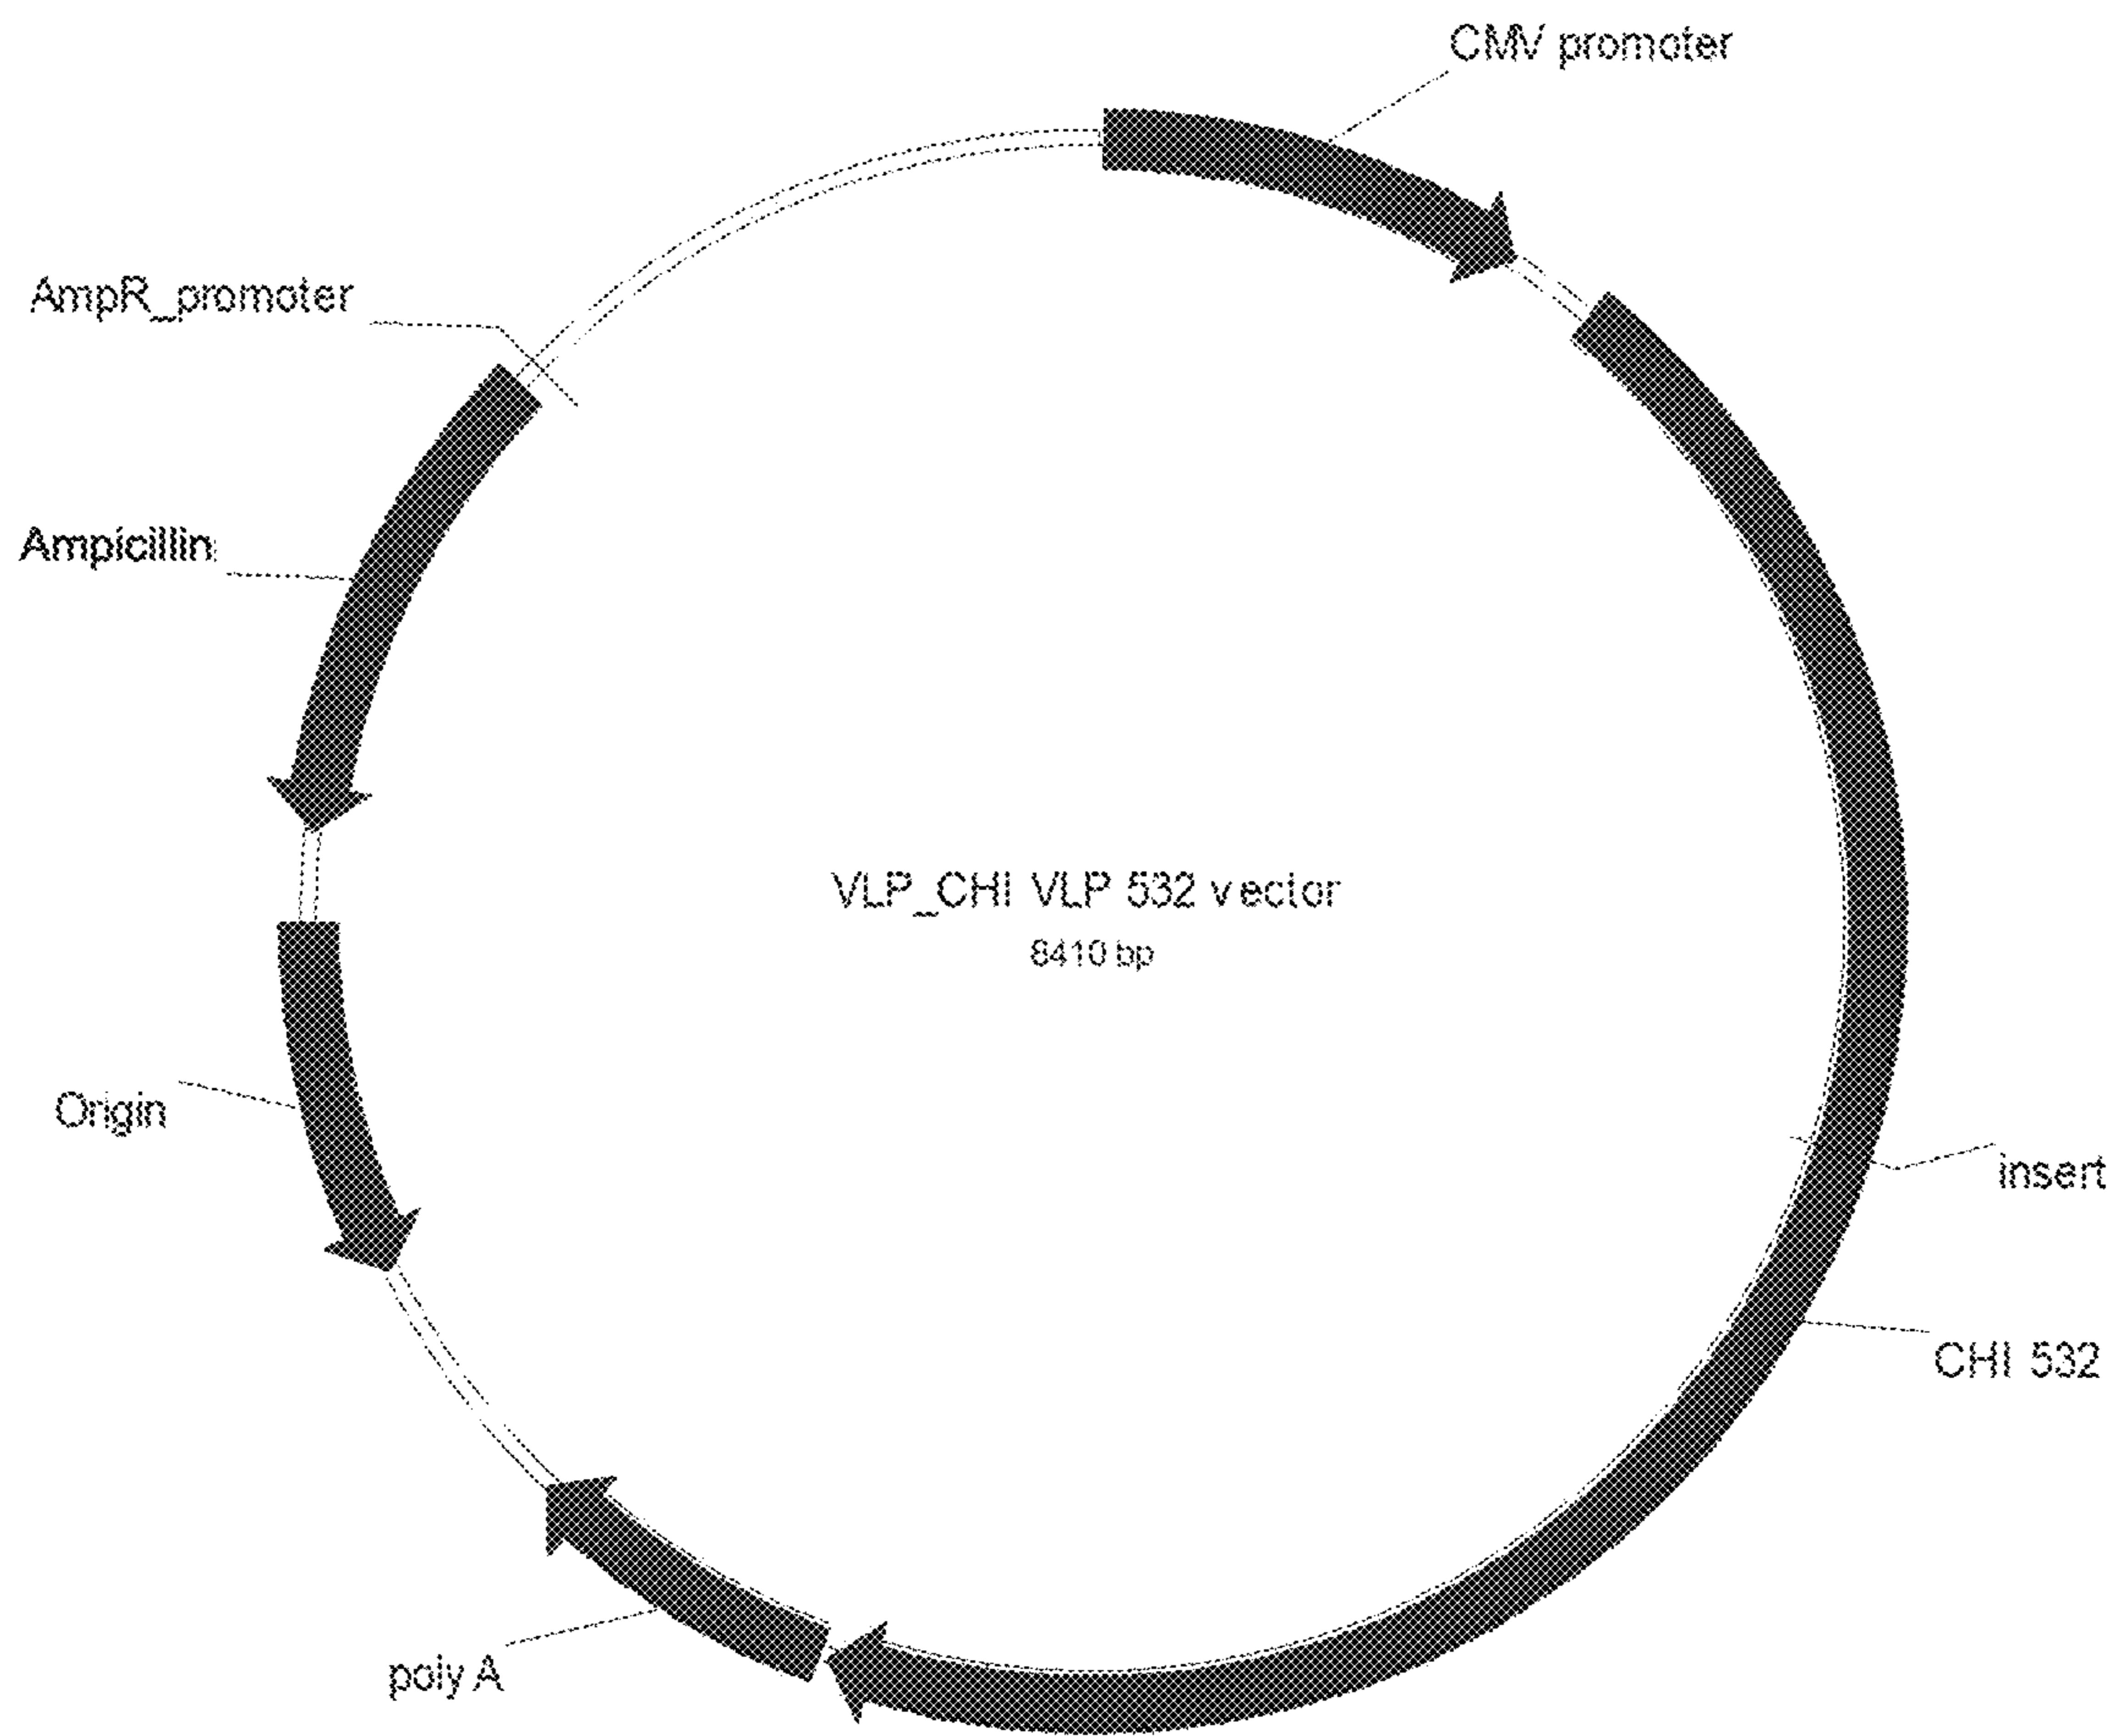 CMV promoter
AmpR_promoter
Ampicillin
VLP_CHI VLP 532 vector
8410 bp
Origin
insert
CHI 532
poly A